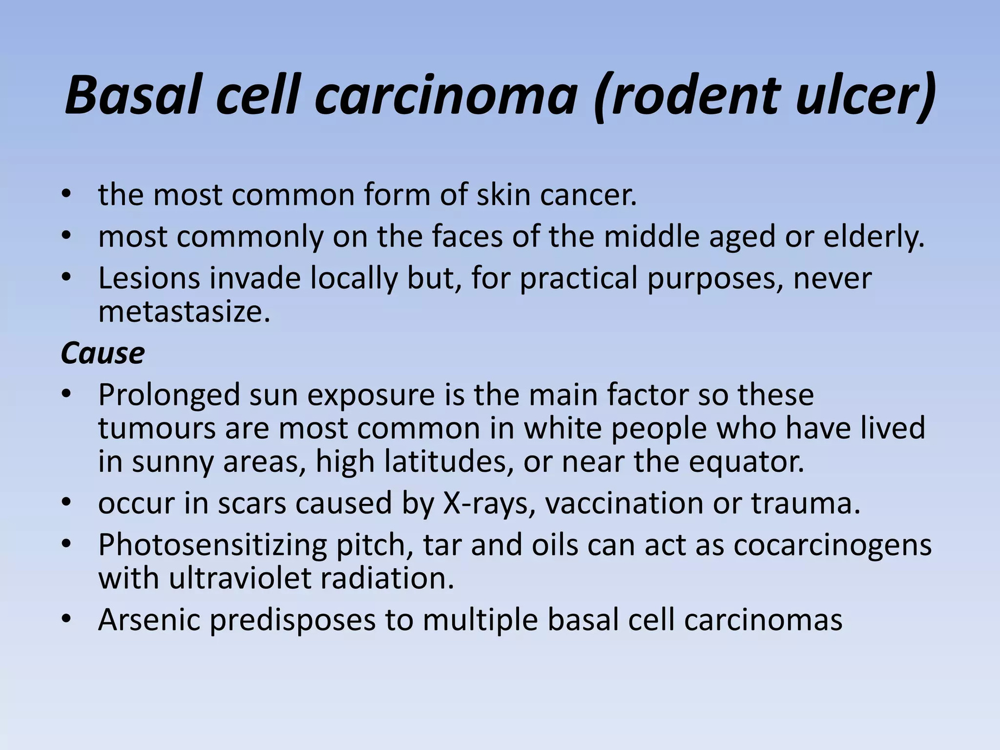 Basal cell carcinoma (rodent ulcer)
• the most common form of skin cancer.
• most commonly on the faces of the middle aged or elderly.
• Lesions invade locally but, for practical purposes, never
metastasize.
Cause
• Prolonged sun exposure is the main factor so these
tumours are most common in white people who have lived
in sunny areas, high latitudes, or near the equator.
• occur in scars caused by X-rays, vaccination or trauma.
• Photosensitizing pitch, tar and oils can act as cocarcinogens
with ultraviolet radiation.
• Arsenic predisposes to multiple basal cell carcinomas